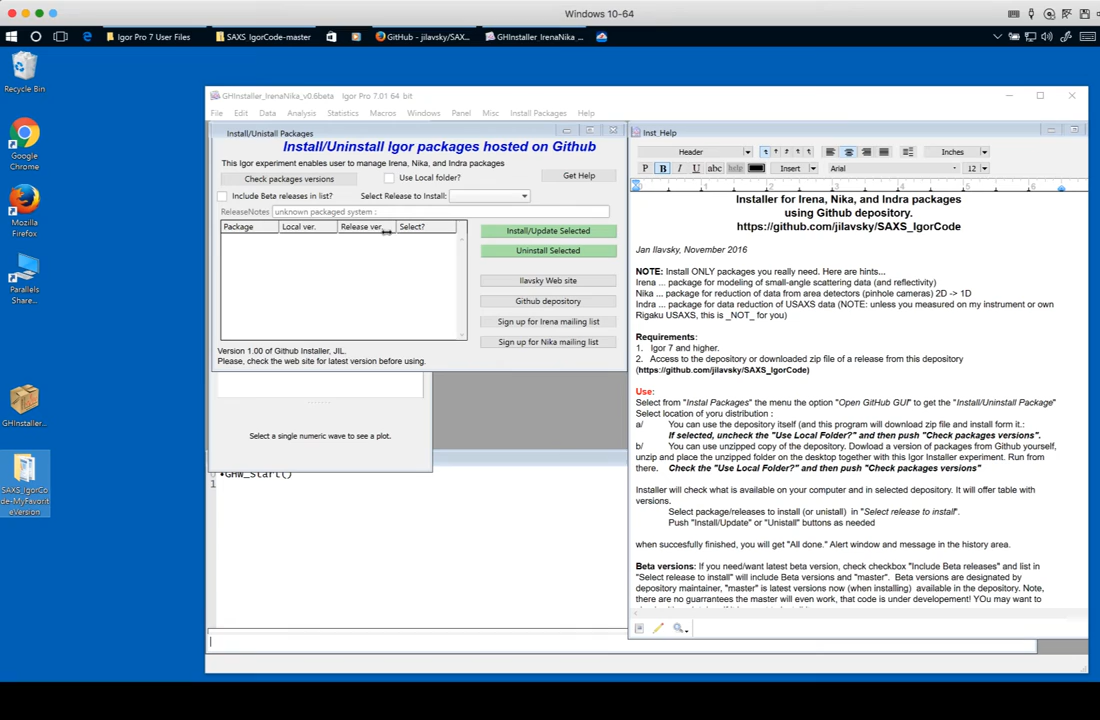 Windows 10-64
Igor Pro 7 User Files
SAXS_IgorCode-master
GitHub - jilavsky/SAX...
GHInstaller_IrenaNika ...
Recycle Bin
Google
Chrome
Mozilla
Firefox
Parallels
Share...
GHInstaller...
SAXS_IgorCo
de-MyFavorit
eVersion
GHInstaller_IrenaNika_v0.6beta Igor Pro 7.01 64 bit
File Edit Data Analysis Statistics Macros Windows Panel Misc Install Packages Help
Install/Unistall Packages
Install/Uninstall Igor packages hosted on Github
This Igor experiment enables user to manage Irena, Nika, and Indra packages
Check packages versions
Use Local folder?
Get Help
Include Beta releases in list?
Select Release to Install:
ReleaseNotes unknown packaged system :
Package Local ver. Release ver. Select?
Install/Update Selected
Uninstall Selected
Ilavsky Web site
Github depository
Sign up for Irena mailing list
Sign up for Nika mailing list
Version 1.00 of Github Installer, JIL.
Please, check the web site for latest version before using.
Select a single numeric wave to see a plot.
•GHW_Start()
1
Inst_Help
Header
B I U abc help
Inches
P B I U abc
Insert
Arial
12
1 2 3 4 5 6
Installer for Irena, Nika, and Indra packages
using Github depository.
https://github.com/jilavsky/SAXS_IgorCode
Jan Ilavsky, November 2016
NOTE: Install ONLY packages you really need. Here are hints...
Irena ... package for modeling of small-angle scattering data (and reflectivity)
Nika ... package for reduction of data from area detectors (pinhole cameras) 2D -> 1D
Indra ... package for data reduction of USAXS data (NOTE: unless you measured on my instrument or own
Rigaku USAXS, this is _NOT_ for you)
Requirements:
1. Igor 7 and higher.
2. Access to the depository or downloaded zip file of a release from this depository
(https://github.com/jilavsky/SAXS_IgorCode)
Use:
Select from "Instal Packages" the menu the option "Open GitHub GUI" to get the "Install/Unistall Package"
Select location of yoru distribution :
a/ You can use the depository itself (and this program will download zip file and install form it.:
If selected, uncheck the "Use Local Folder?" and then push "Check packages versions".
b/ You can use unzipped copy of the depository. Dowload a version of packages from Github yourself,
unzip and place the unzipped folder on the desktop together with this Igor Installer experiment. Run from
there. Check the "Use Local Folder?" and then push "Check packages versions"
Installer will check what is available on your computer and in selected depository. It will offer table with
versions.
Select package/releases to install (or unistall) in "Select release to install".
Push "Install/Update" or "Unistall" buttons as needed
when succesfully finished, you will get "All done." Alert window and message in the history area.
Beta versions: If you need/want latest beta version, check checkbox "Include Beta releases" and list in
"Select release to install" will include Beta versions and "master". Beta versions are designated by
depository maintainer, "master" is latest versions now (when installing) available in the depository. Note,
there are no guarrantees the master will even work, that code is under developement! YOu may want to